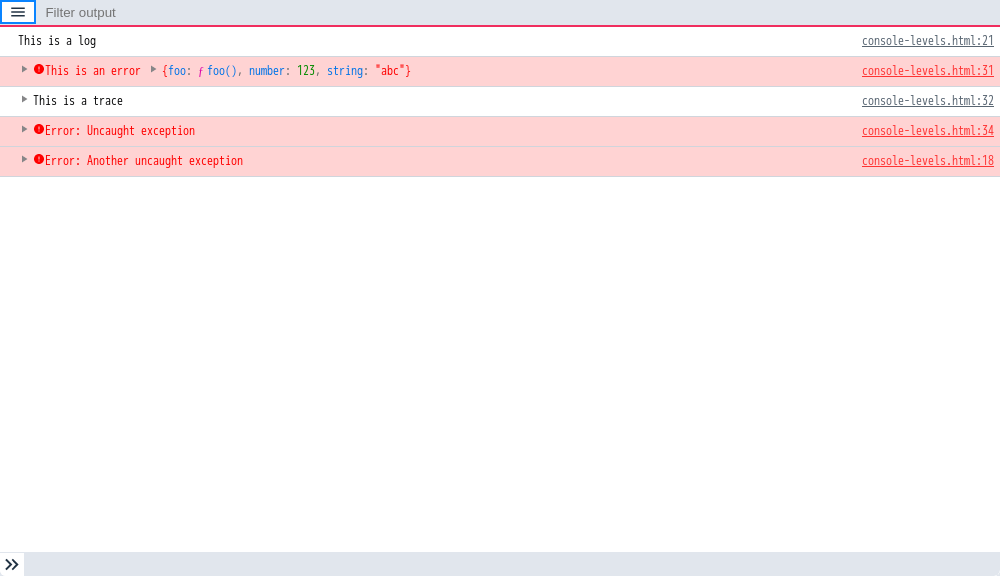 Filter output
This is a log console-levels.html:21
This is an error {foo: ƒ foo(), number: 123, string: "abc"} console-levels.html:31
This is a trace console-levels.html:32
Error: Uncaught exception console-levels.html:34
Error: Another uncaught exception console-levels.html:18